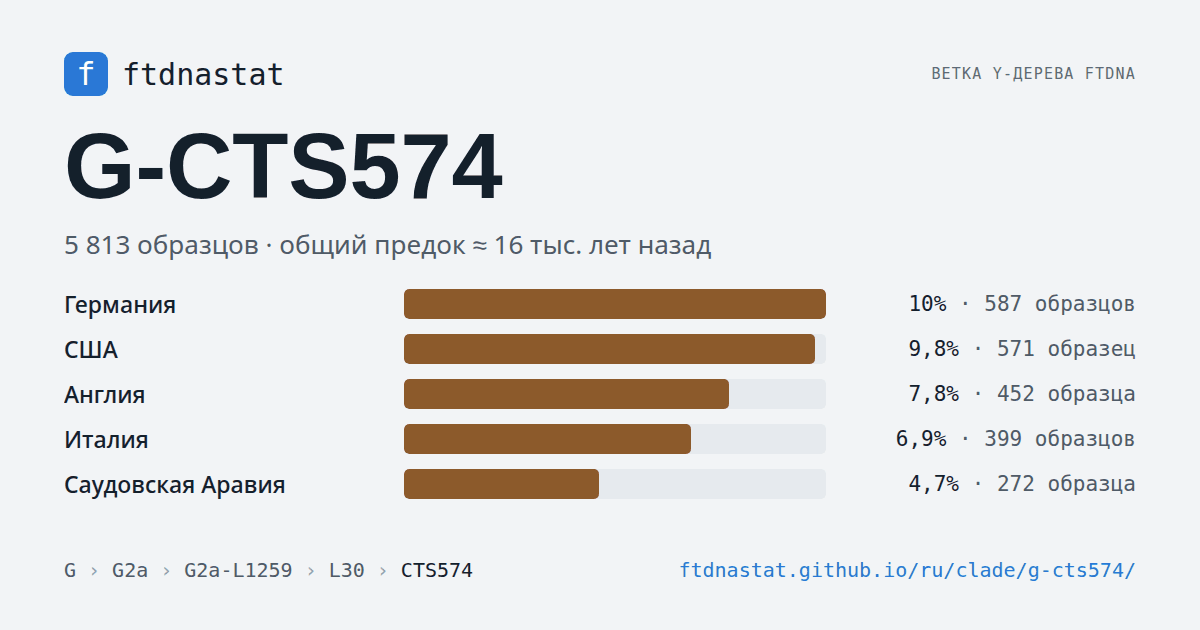 f ftdnastat
ВЕТКА Y-ДЕРЕВА FTDNA
G-CTS574
5 813 образцов · общий предок ≈ 16 тыс. лет назад
Германия 10% · 587 образцов
США 9,8% · 571 образец
Англия 7,8% · 452 образца
Италия 6,9% · 399 образцов
Саудовская Аравия 4,7% · 272 образца
G › G2a › G2a-L1259 › L30 › CTS574
ftdnastat.github.io/ru/clade/g-cts574/